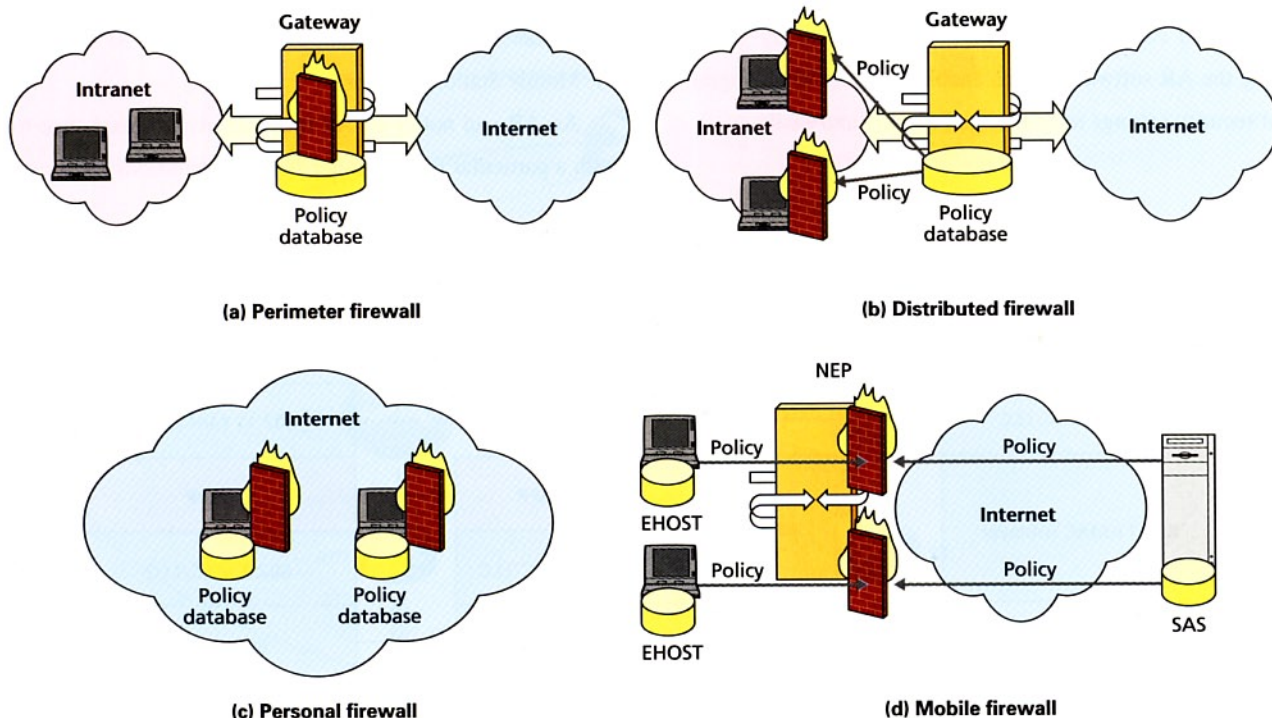 Gateway
Intranet
Internet
Policy
database
(a) Perimeter firewall
Gateway
Policy
Intranet
Internet
Policy
Policy
database
(b) Distributed firewall
Internet
Policy
database
Policy
database
(c) Personal firewall
NEP
Policy
Policy
EHOST
Internet
Policy
Policy
EHOST
SAS
(d) Mobile firewall